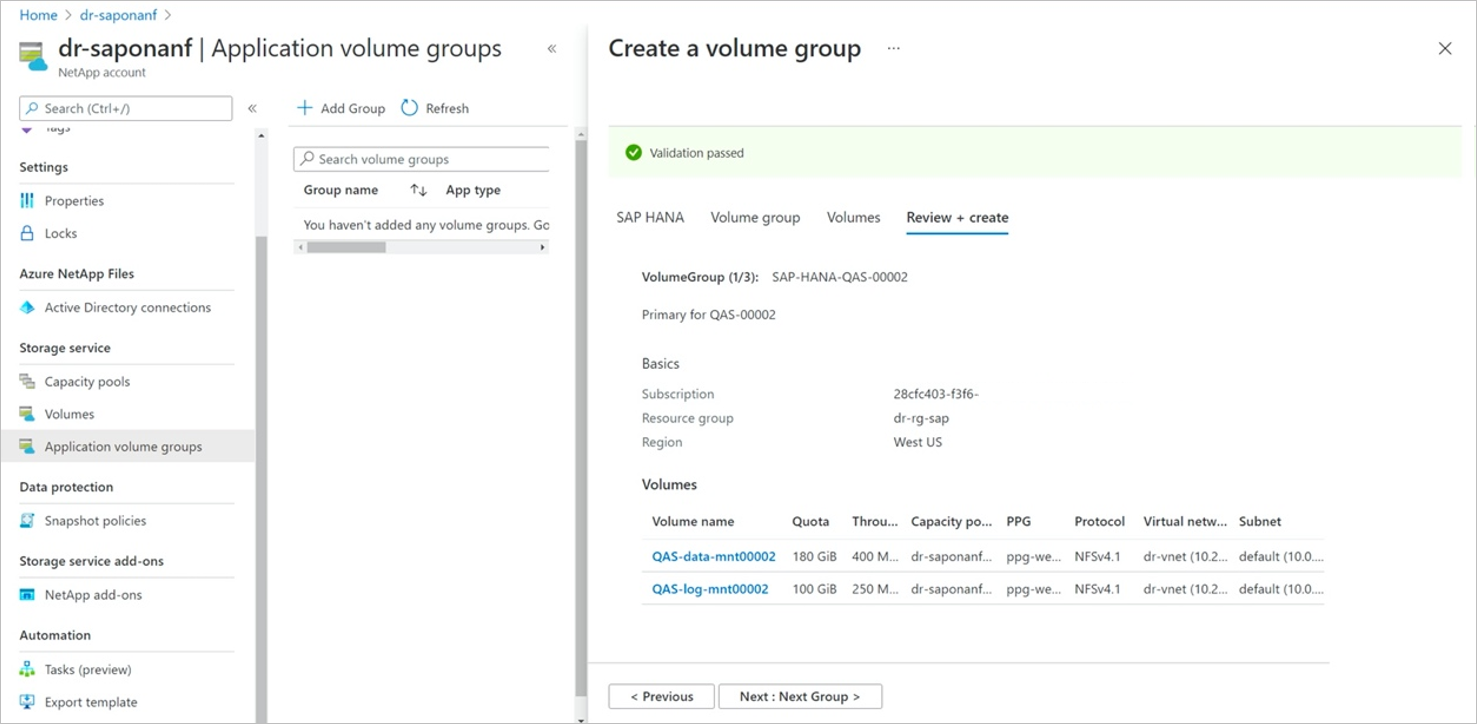 Home > dr-saponanf >
dr-saponanf | Application volume groups
NetApp account
Search (Ctrl+/)
Tags
Settings
Properties
Locks
Azure NetApp Files
Active Directory connections
Storage service
Capacity pools
Volumes
Application volume groups
Data protection
Snapshot policies
Storage service add-ons
NetApp add-ons
Automation
Tasks (preview)
Export template
Add Group Refresh
Search volume groups
Group name App type
You haven't added any volume groups. Go
Create a volume group ...
Validation passed
SAP HANA Volume group Volumes Review + create
VolumeGroup (1/3): SAP-HANA-QAS-00002
Primary for QAS-00002
Basics
Subscription 28cfc403-f3f6-
Resource group dr-rg-sap
Region West US
Volumes
Volume name Quota Throu... Capacity po... PPG Protocol Virtual netw... Subnet
QAS-data-mnt00002 180 GiB 400 M... dr-saponanf... ppg-we... NFSv4.1 dr-vnet (10.2... default (10.0....
QAS-log-mnt00002 100 GiB 250 M... dr-saponanf... ppg-we... NFSv4.1 dr-vnet (10.2... default (10.0....
< Previous Next : Next Group >